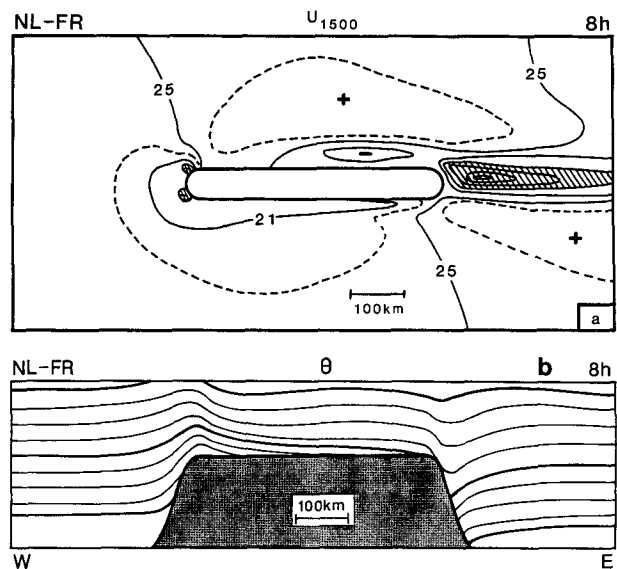 NL-FR U₁₅₀₀ 8h
25
25
+
−
21
25
+
100km
a
NL-FR θ b 8h
100km
W E